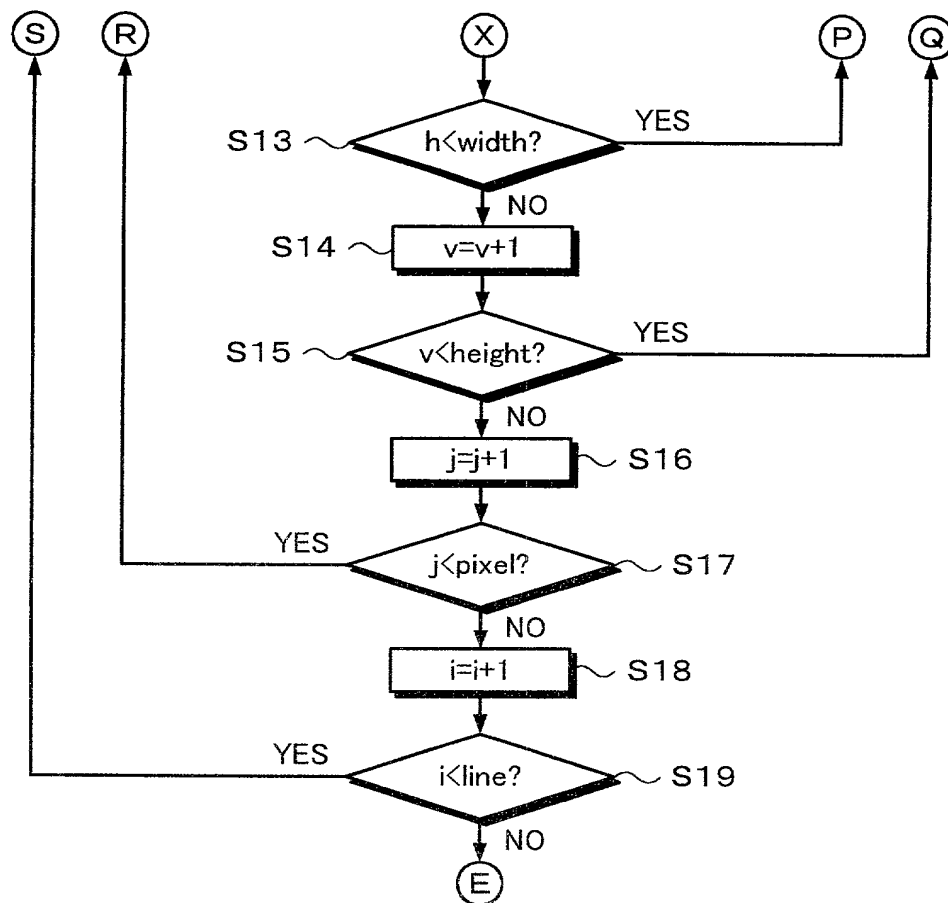 S R X P Q
S13 h<width? YES
NO
S14 v=v+1
S15 v<height? YES
NO
j=j+1 S16
YES j<pixel? S17
NO
i=i+1 S18
YES i<line? S19
NO
E